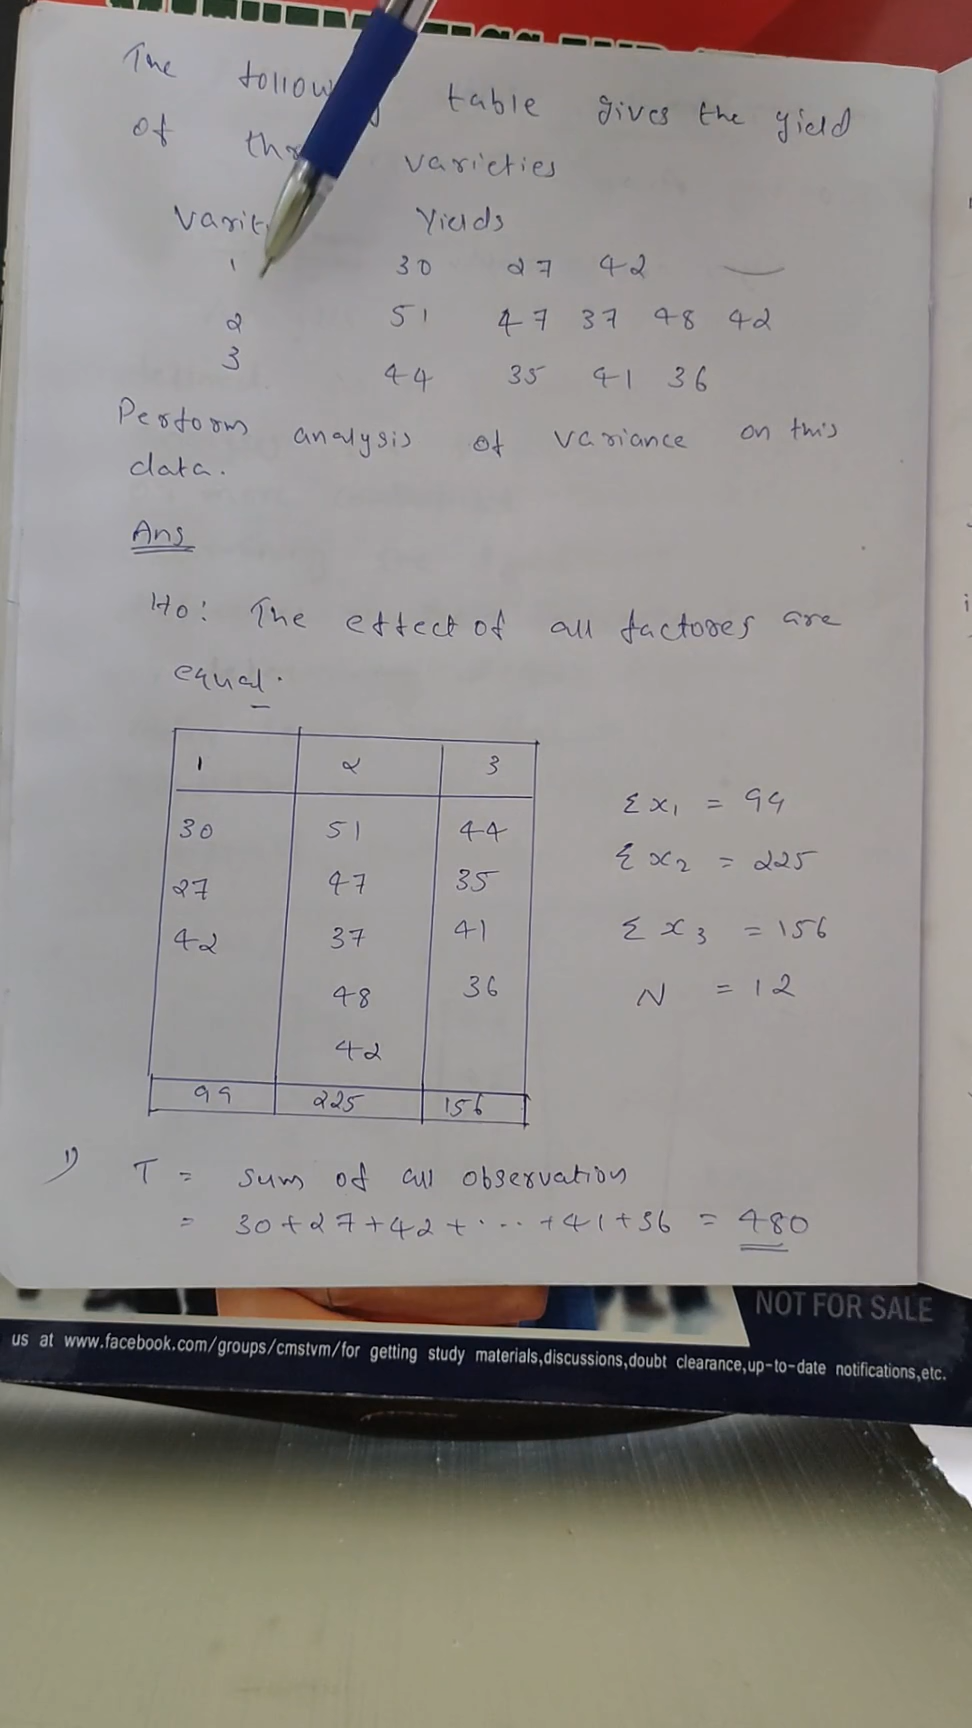 The table gives the yield
of varieties
Yields
1 30 27 42
2 51 47 37 48 42
3 44 35 41 36
Perform analysis of variance on this
data.
Ans
Ho: The effect of all factores are
equal.
1 2 3
30 51 44
27 47 35
42 37 41
48 36
42
99 225 156
Σx₁ = 99
Σx₂ = 225
Σx₃ = 156
N = 12
1) T = sum of all observation
= 30+27+42+....+41+36 = 480
NOT FOR SALE
us at www.facebook.com/groups/cmstvm/for getting study materials,discussions,doubt clearance,up-to-date notifications,etc.